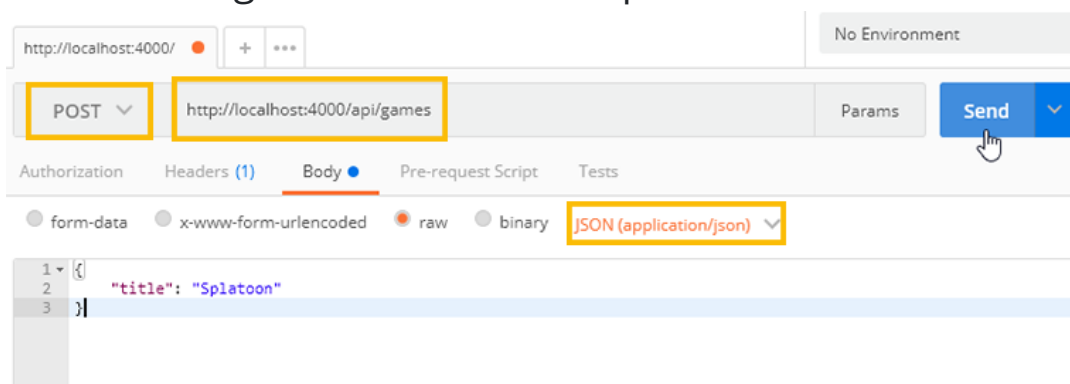 http://localhost:4000/ + ••• No Environment
POST http://localhost:4000/api/games Params Send
Authorization Headers (1) Body Pre-request Script Tests
form-data x-www-form-urlencoded raw binary JSON (application/json)
1 {
2 "title": "Splatoon"
3 }